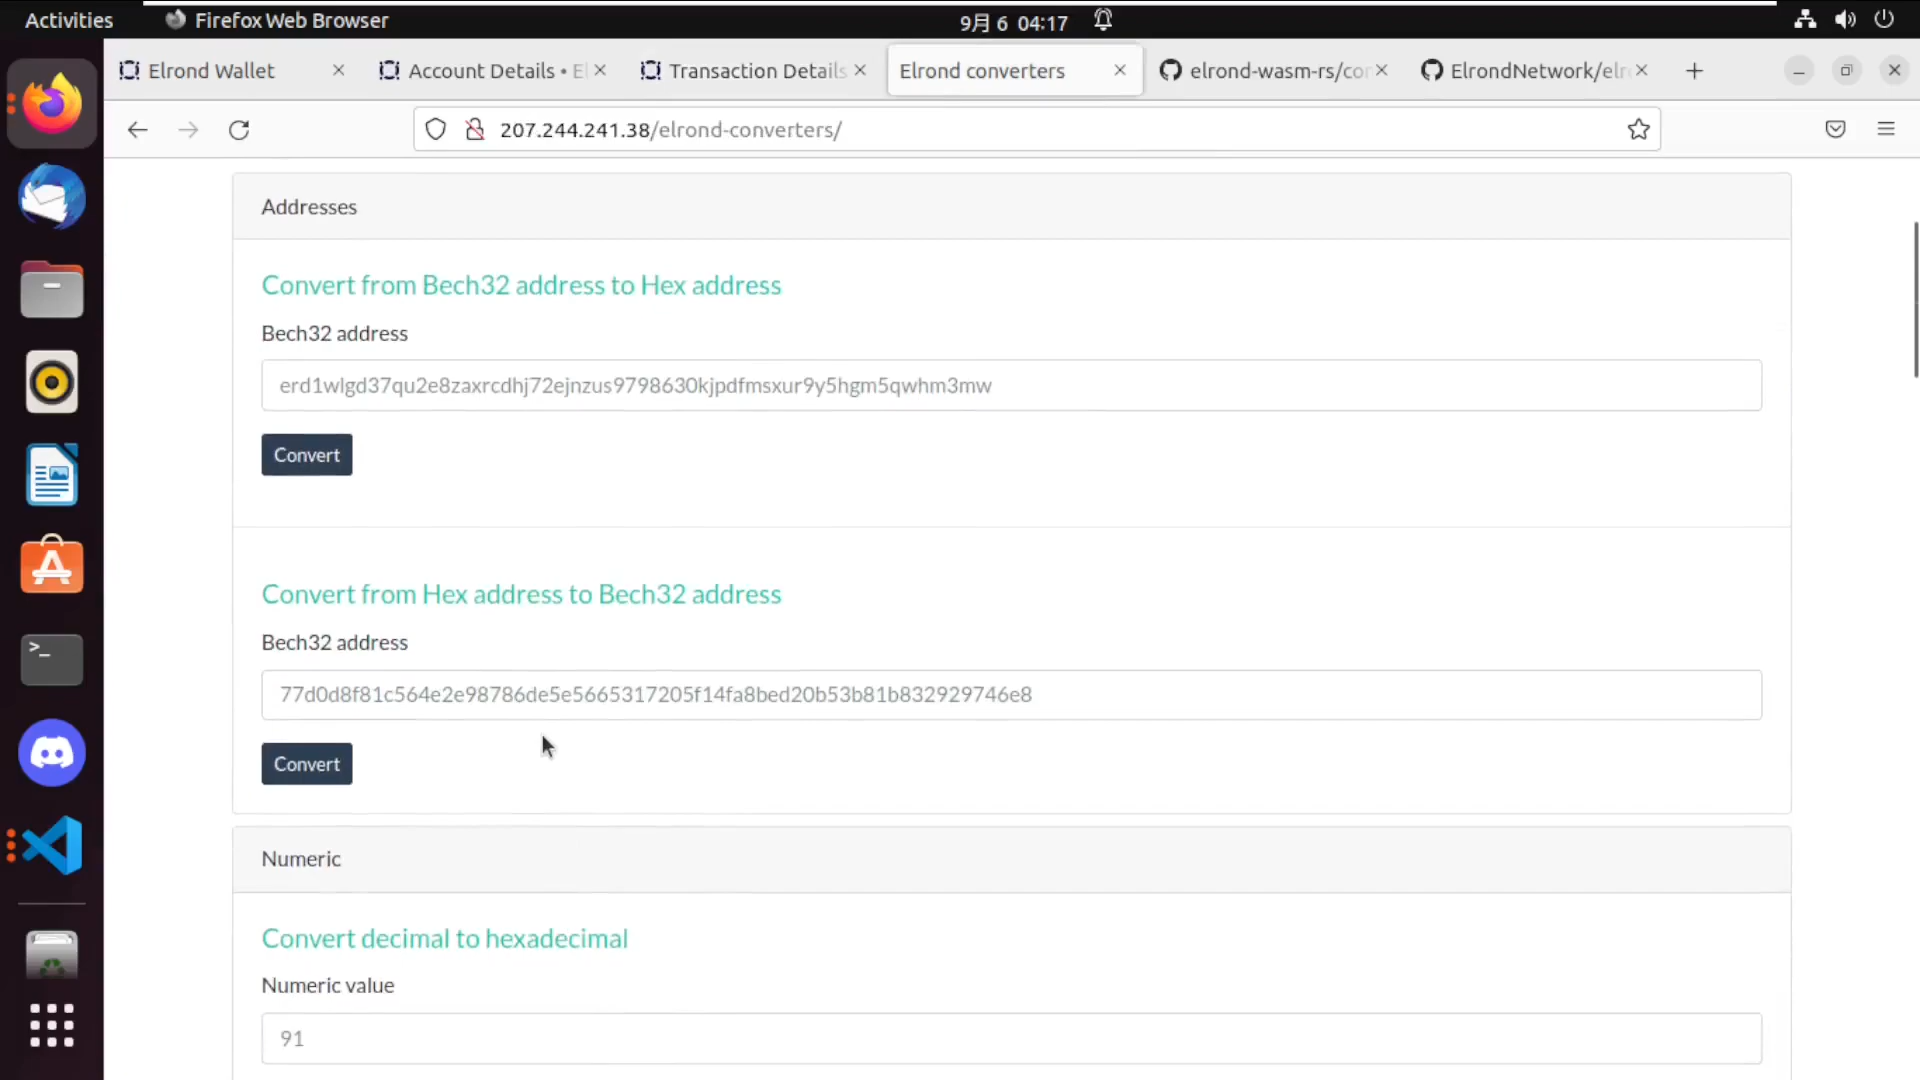 Activities
Firefox Web Browser
9月 6 04:17
Elrond Wallet
Account Details • El
Transaction Details
Elrond converters
elrond-wasm-rs/cor
ElrondNetwork/elr
207.244.241.38/elrond-converters/
Addresses
Convert from Bech32 address to Hex address
Bech32 address
erd1wlgd37qu2e8zaxrcdhj72ejnzus9798630kjpdfmsxur9y5hgm5qwhm3mw
Convert
Convert from Hex address to Bech32 address
Bech32 address
77d0d8f81c564e2e98786de5e5665317205f14fa8bed20b53b81b832929746e8
Convert
Numeric
Convert decimal to hexadecimal
Numeric value
91